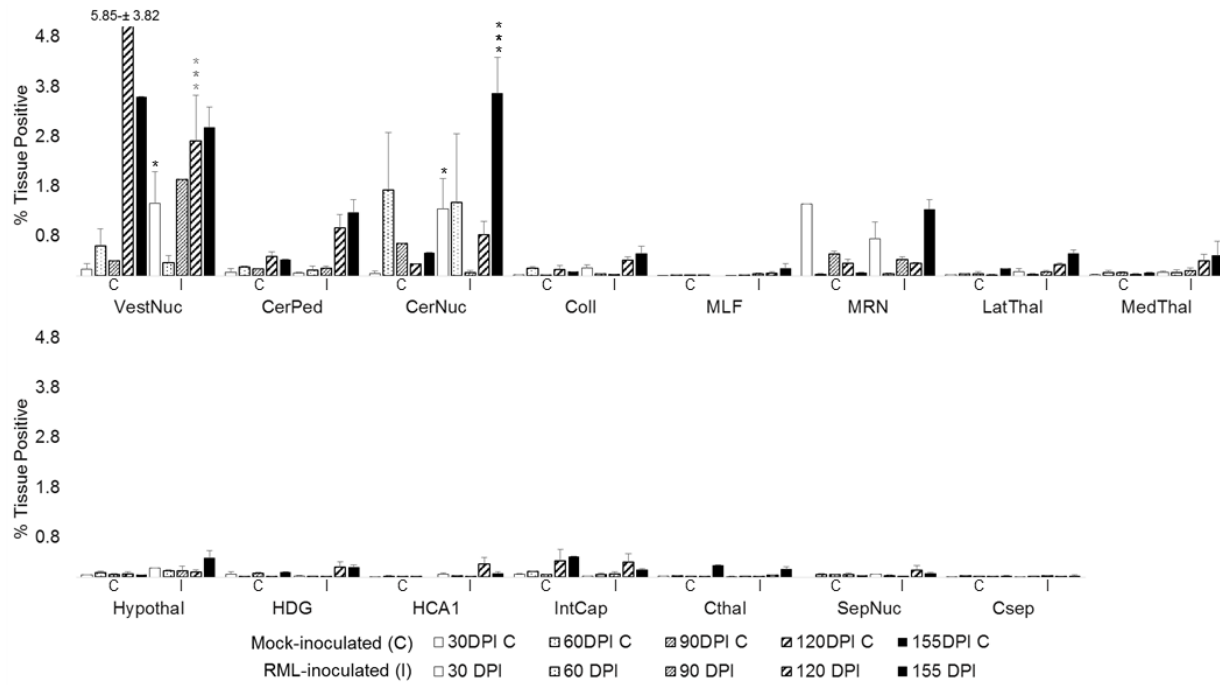 5.85-± 3.82
4.8
3.8
2.8
1.8
0.8
% Tissue Positive
*
* * *
*
* * *
C I C I C I C I C I C I C I C I
VestNuc CerPed CerNuc Coll MLF MRN LatThal MedThal
4.8
3.8
2.8
1.8
0.8
% Tissue Positive
C I C I C I C I C I C I C I
Hypothal HDG HCA1 IntCap Cthal SepNuc Csep
Mock-inoculated (C) 30DPI C 60DPI C 90DPI C 120DPI C 155DPI C
RML-inoculated (I) 30 DPI 60 DPI 90 DPI 120 DPI 155 DPI